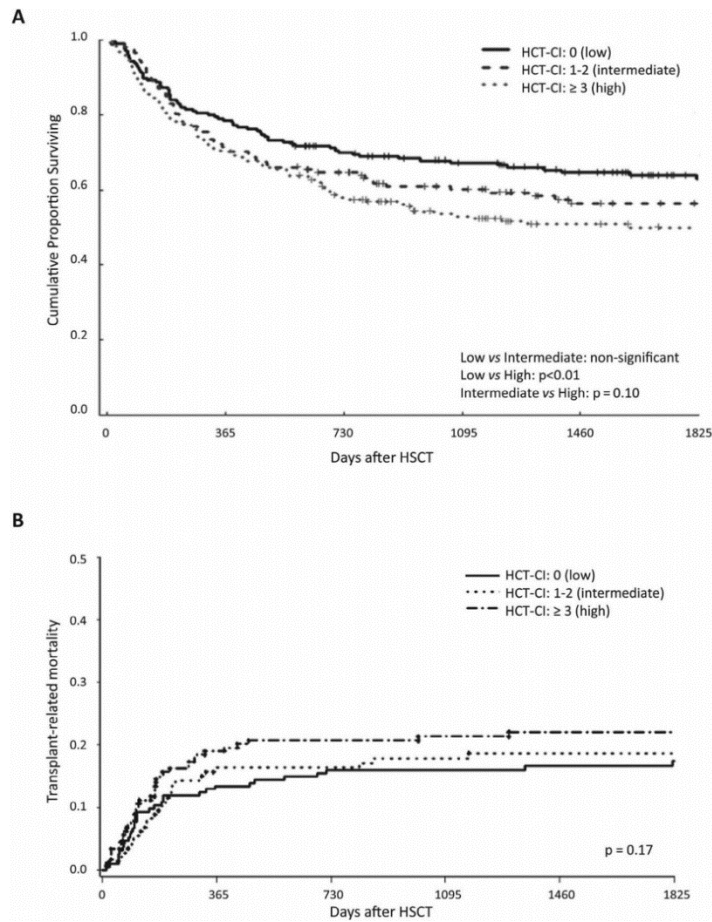 A
1.0
0.8
0.6
0.4
0.2
0.0
Cumulative Proportion Surviving
HCT-CI: 0 (low)
HCT-CI: 1-2 (intermediate)
HCT-CI: ≥ 3 (high)
Low vs Intermediate: non-significant
Low vs High: p<0.01
Intermediate vs High: p = 0.10
0 365 730 1095 1460 1825
Days after HSCT
B
0.5
0.4
0.3
0.2
0.1
0.0
Transplant-related mortality
HCT-CI: 0 (low)
HCT-CI: 1-2 (intermediate)
HCT-CI: ≥ 3 (high)
p = 0.17
0 365 730 1095 1460 1825
Days after HSCT